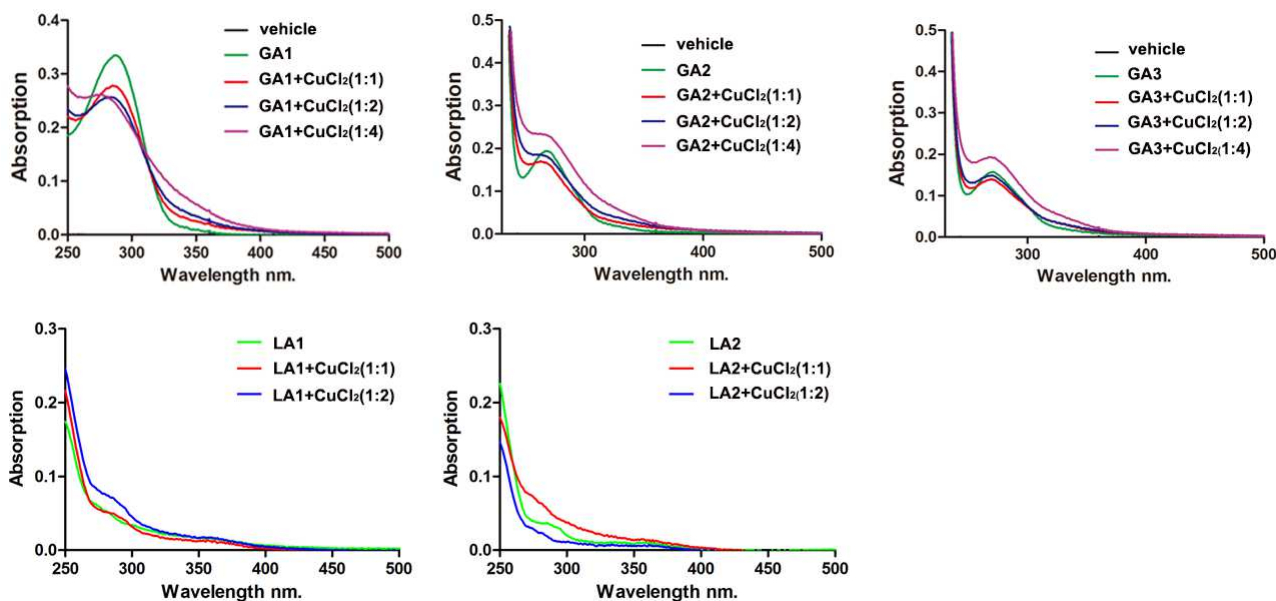 0.4
0.3
0.2
0.1
0.0
Absorption
250 300 350 400 450 500
Wavelength nm.
vehicle
GA1
GA1+CuCl₂(1:1)
GA1+CuCl₂(1:2)
GA1+CuCl₂(1:4)
0.5
0.4
0.3
0.2
0.1
0.0
Absorption
300 400 500
Wavelength nm.
vehicle
GA2
GA2+CuCl₂(1:1)
GA2+CuCl₂(1:2)
GA2+CuCl₂(1:4)
0.5
0.4
0.3
0.2
0.1
0.0
Absorption
300 400 500
Wavelength nm.
vehicle
GA3
GA3+CuCl₂(1:1)
GA3+CuCl₂(1:2)
GA3+CuCl₂(1:4)
0.3
0.2
0.1
0.0
Absorption
250 300 350 400 450 500
Wavelength nm.
LA1
LA1+CuCl₂(1:1)
LA1+CuCl₂(1:2)
0.3
0.2
0.1
0.0
Absorption
250 300 350 400 450 500
Wavelength nm.
LA2
LA2+CuCl₂(1:1)
LA2+CuCl₂(1:2)